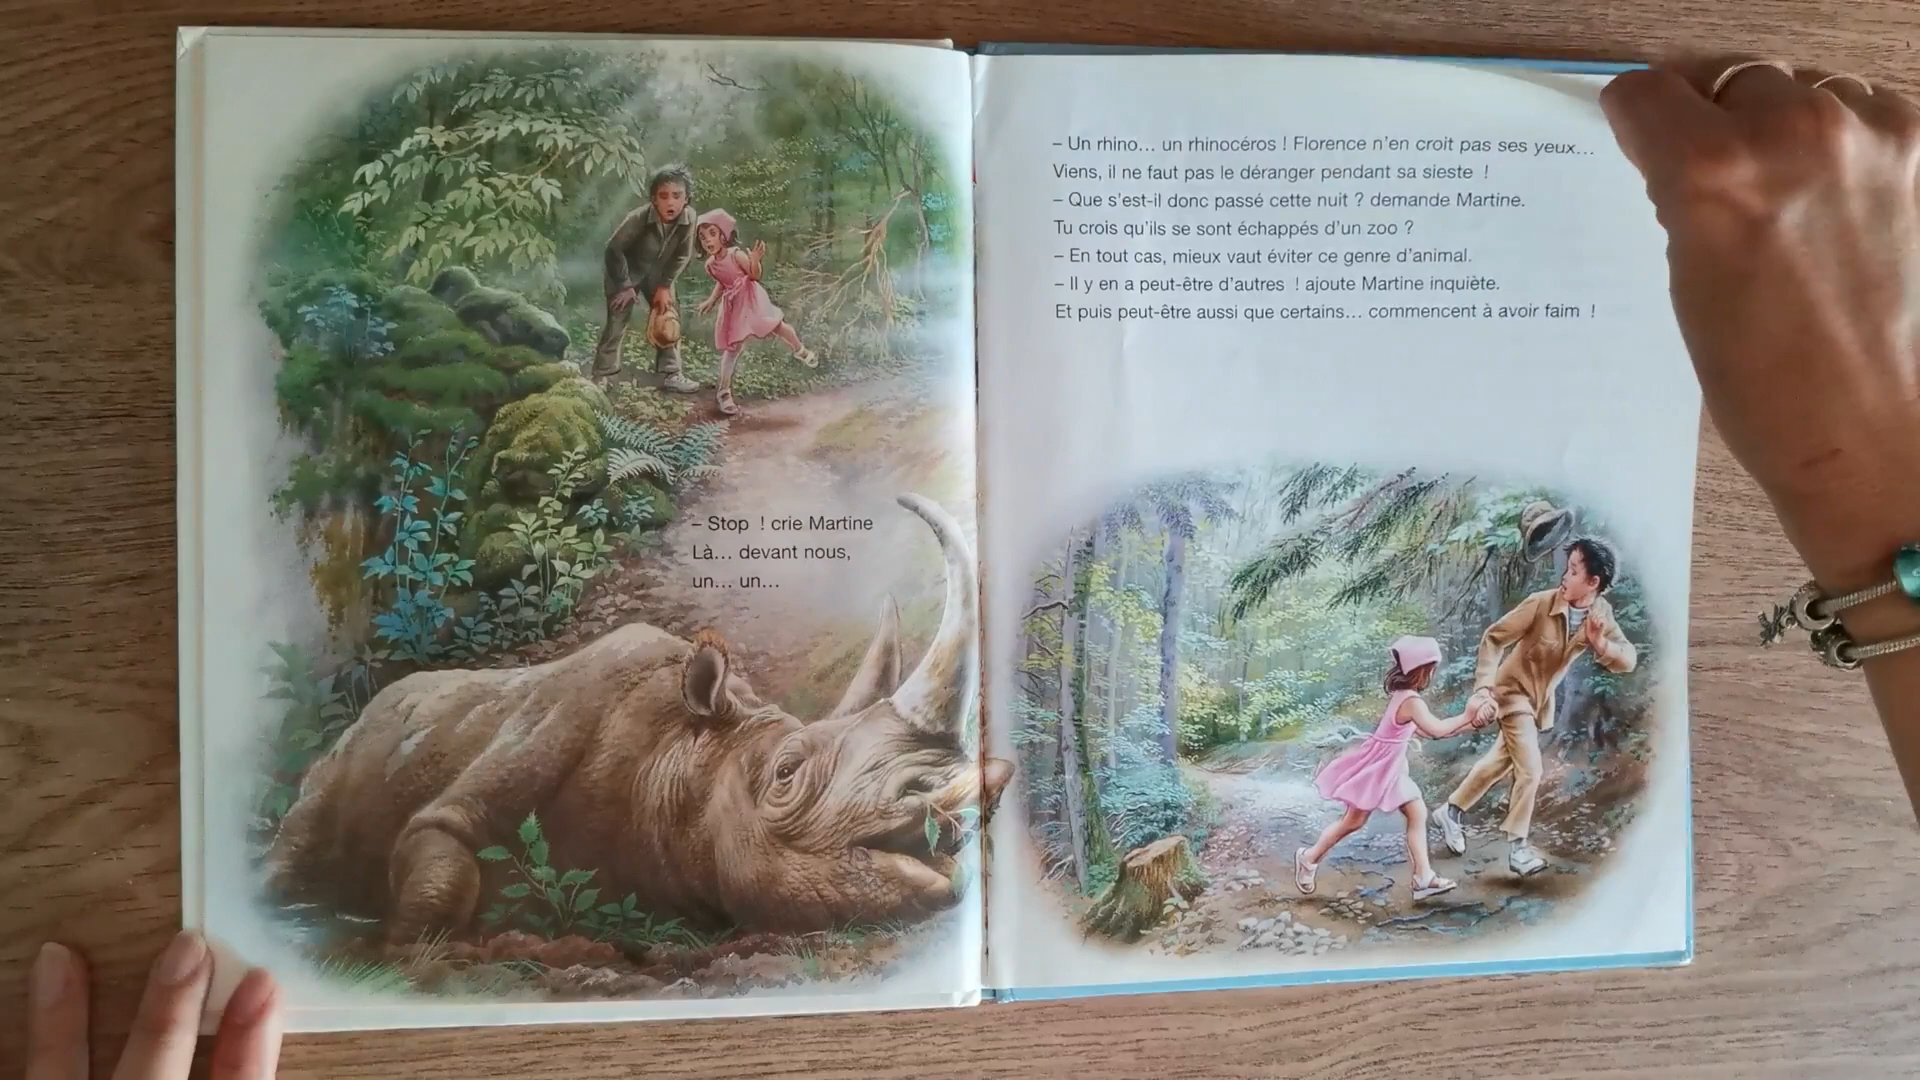 – Stop ! crie Martine
Là... devant nous,
un... un...
– Un rhino... un rhinocéros ! Florence n'en croit pas ses yeux...
Viens, il ne faut pas le déranger pendant sa sieste !
– Que s'est-il donc passé cette nuit ? demande Martine.
Tu crois qu'ils se sont échappés d'un zoo ?
– En tout cas, mieux vaut éviter ce genre d'animal.
– Il y en a peut-être d'autres ! ajoute Martine inquiète.
Et puis peut-être aussi que certains... commencent à avoir faim !